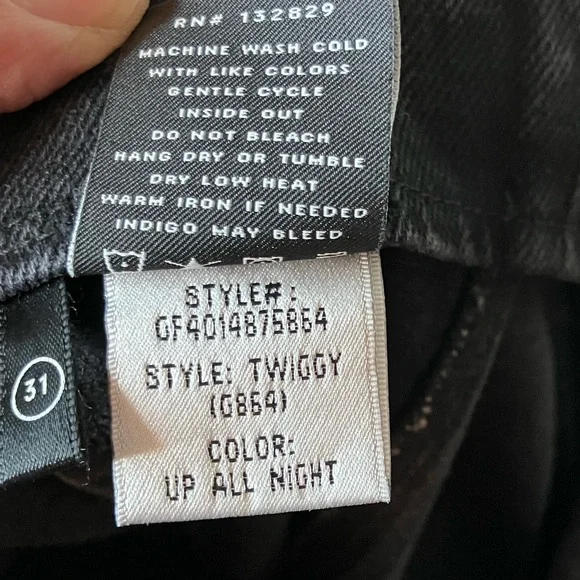 RN# 132829
MACHINE WASH COLD
WITH LIKE COLORS
GENTLE CYCLE
INSIDE OUT
DO NOT BLEACH
HANG DRY OR TUMBLE
DRY LOW HEAT
WARM IRON IF NEEDED
INDIGO MAY BLEED
STYLE#:
GF4014875864
STYLE: TWIGGY
(G864)
COLOR:
UP ALL NIGHT
31